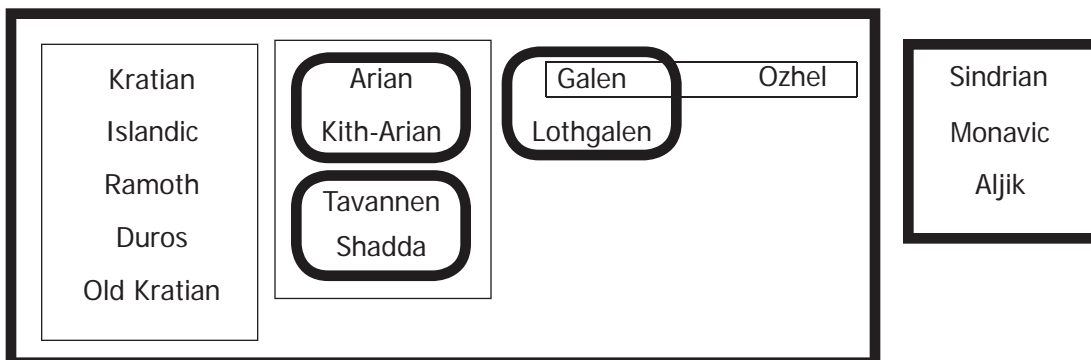 Kratian
Islandic
Ramoth
Duros
Old Kratian
Arian
Kith-Arian
Tavannen
Shadda
Galen Ozhel
Lothgalen
Sindrian
Monavic
Aljik